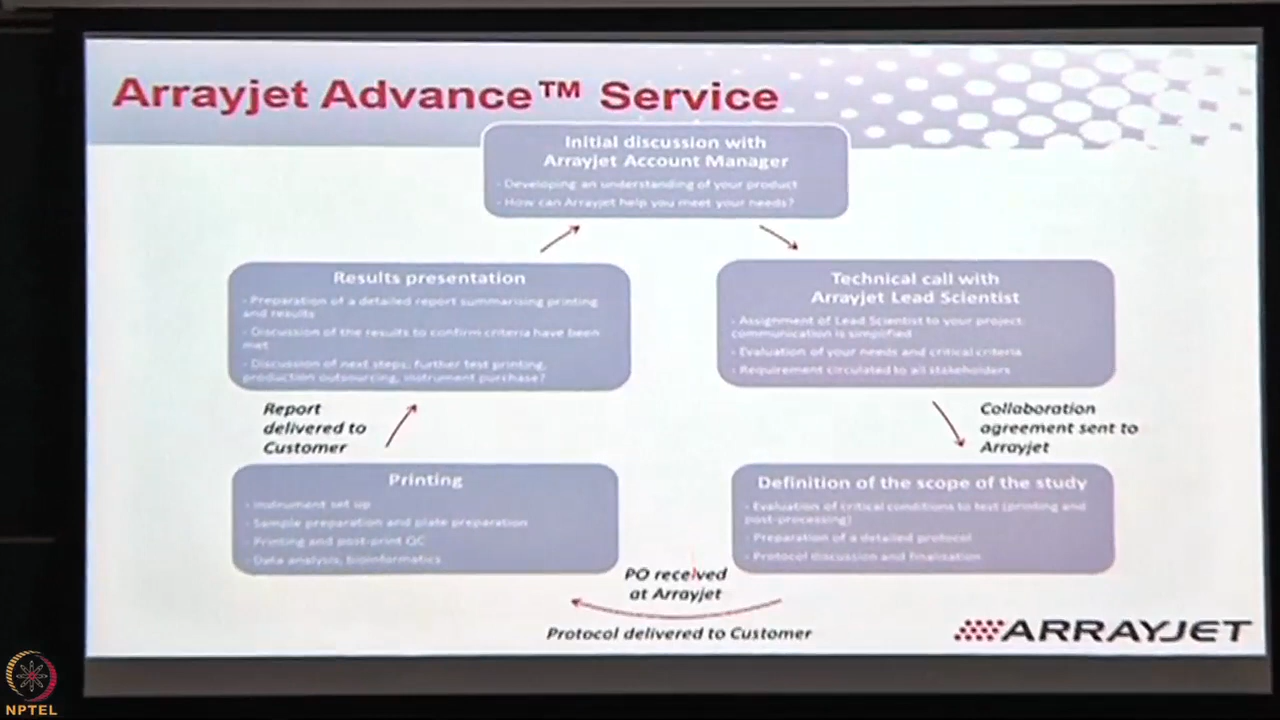 Arrayjet Advance™ Service
Initial discussion with
Arrayjet Account Manager
- Developing an understanding of your product
- How can Arrayjet help you meet your needs?
Technical call with
Arrayjet Lead Scientist
- Assignment of Lead Scientist to your project:
communication is simplified
- Evaluation of your needs and critical criteria
- Requirement circulated to all stakeholders
Collaboration
agreement sent to
Arrayjet
Definition of the scope of the study
- Evaluation of critical conditions to test (printing and
post-processing)
- Preparation of a detailed protocol
- Protocol discussion and finalisation
PO received
at Arrayjet
Protocol delivered to Customer
Printing
- Instrument set up
- Sample preparation and plate preparation
- Printing and post-print QC
- Data analysis, bioinformatics
Report
delivered to
Customer
Results presentation
- Preparation of a detailed report summarising printing
and results
- Discussion of the results to confirm criteria have been
met
- Discussion of next steps, further test printing,
production outsourcing, instrument purchase?
ARRAYJET
NPTEL